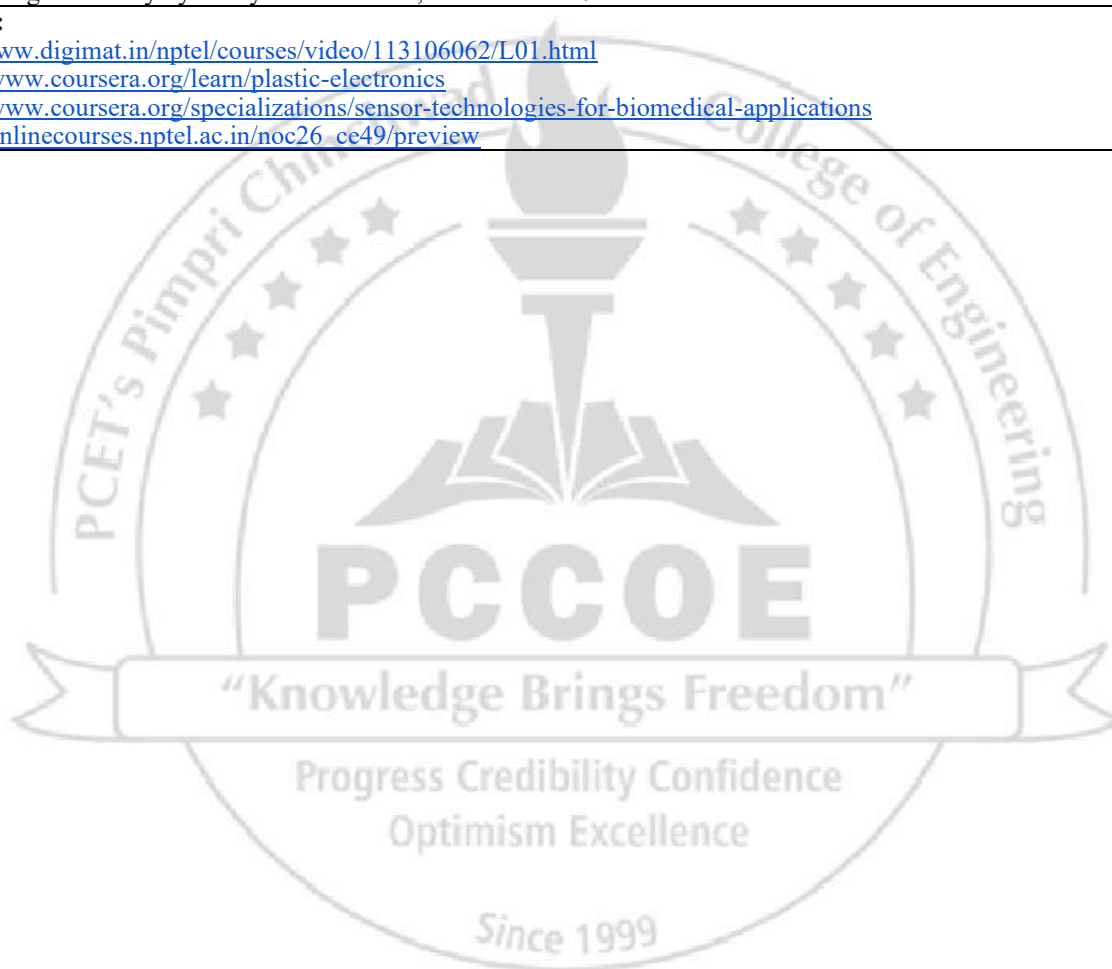 :
ww.digimat.in/nptel/courses/video/113106062/L01.html
www.coursera.org/learn/plastic-electronics
www.coursera.org/specializations/sensor-technologies-for-biomedical-applications
nlinecourses.nptel.ac.in/noc26_ce49/preview
PCET's Pimpri Chinchwad College of Engineering
PCCOE
"Knowledge Brings Freedom"
Progress Credibility Confidence
Optimism Excellence
Since 1999